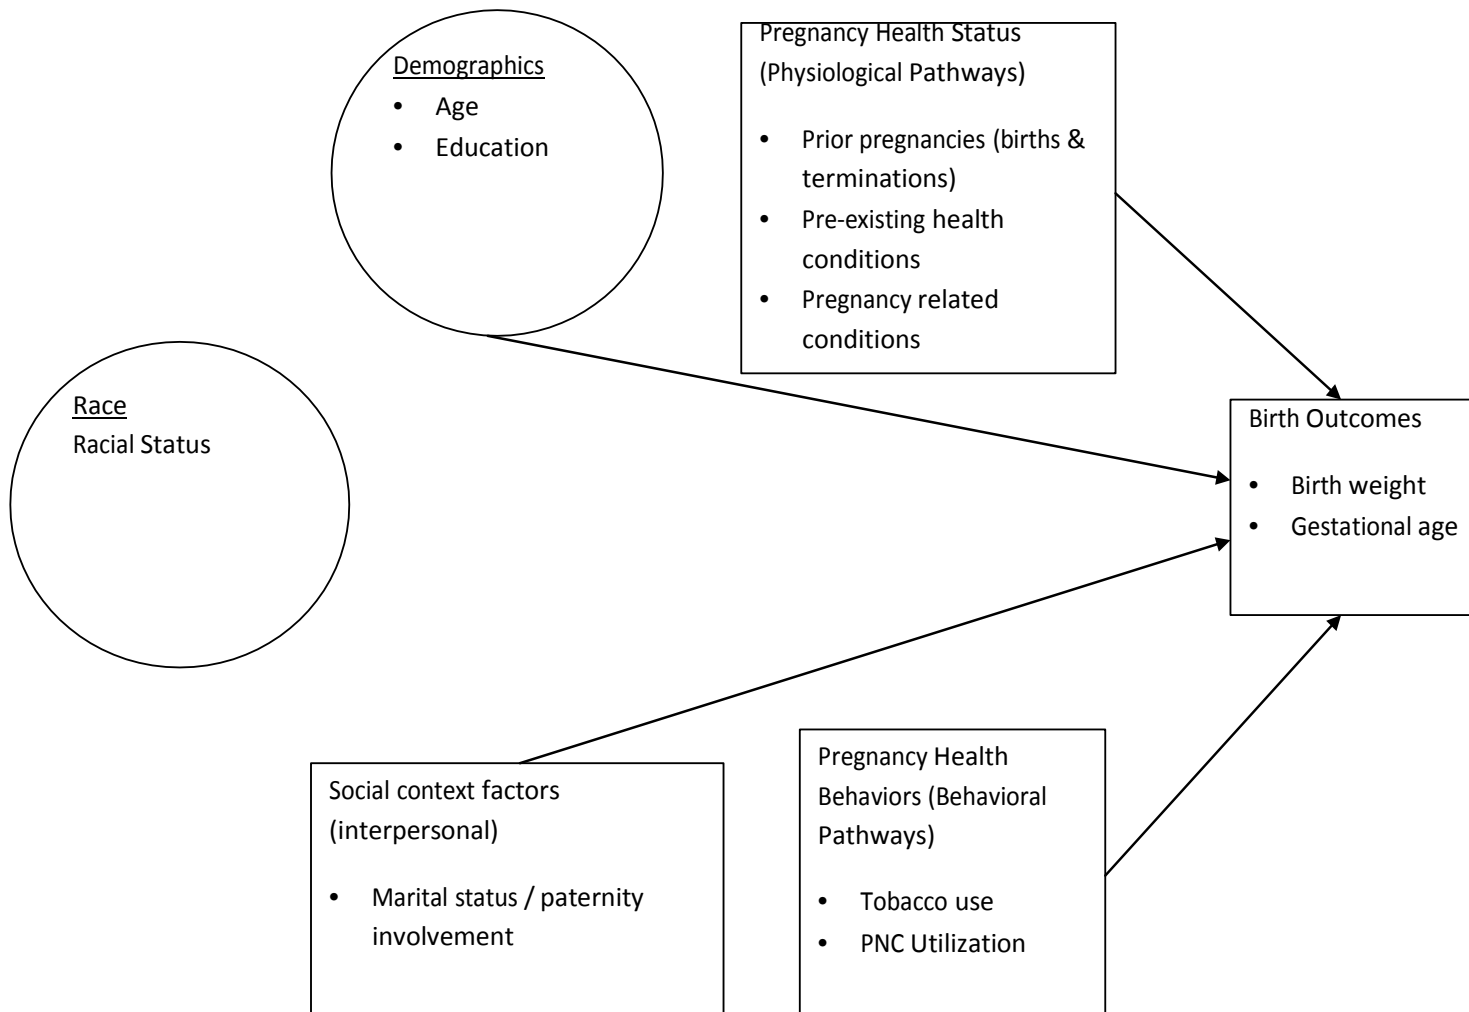 Demographics
• Age
• Education
Pregnancy Health Status
(Physiological Pathways)
• Prior pregnancies (births &
terminations)
• Pre-existing health
conditions
• Pregnancy related
conditions
Race
Racial Status
Birth Outcomes
• Birth weight
• Gestational age
Social context factors
(interpersonal)
• Marital status / paternity
involvement
Pregnancy Health
Behaviors (Behavioral
Pathways)
• Tobacco use
• PNC Utilization